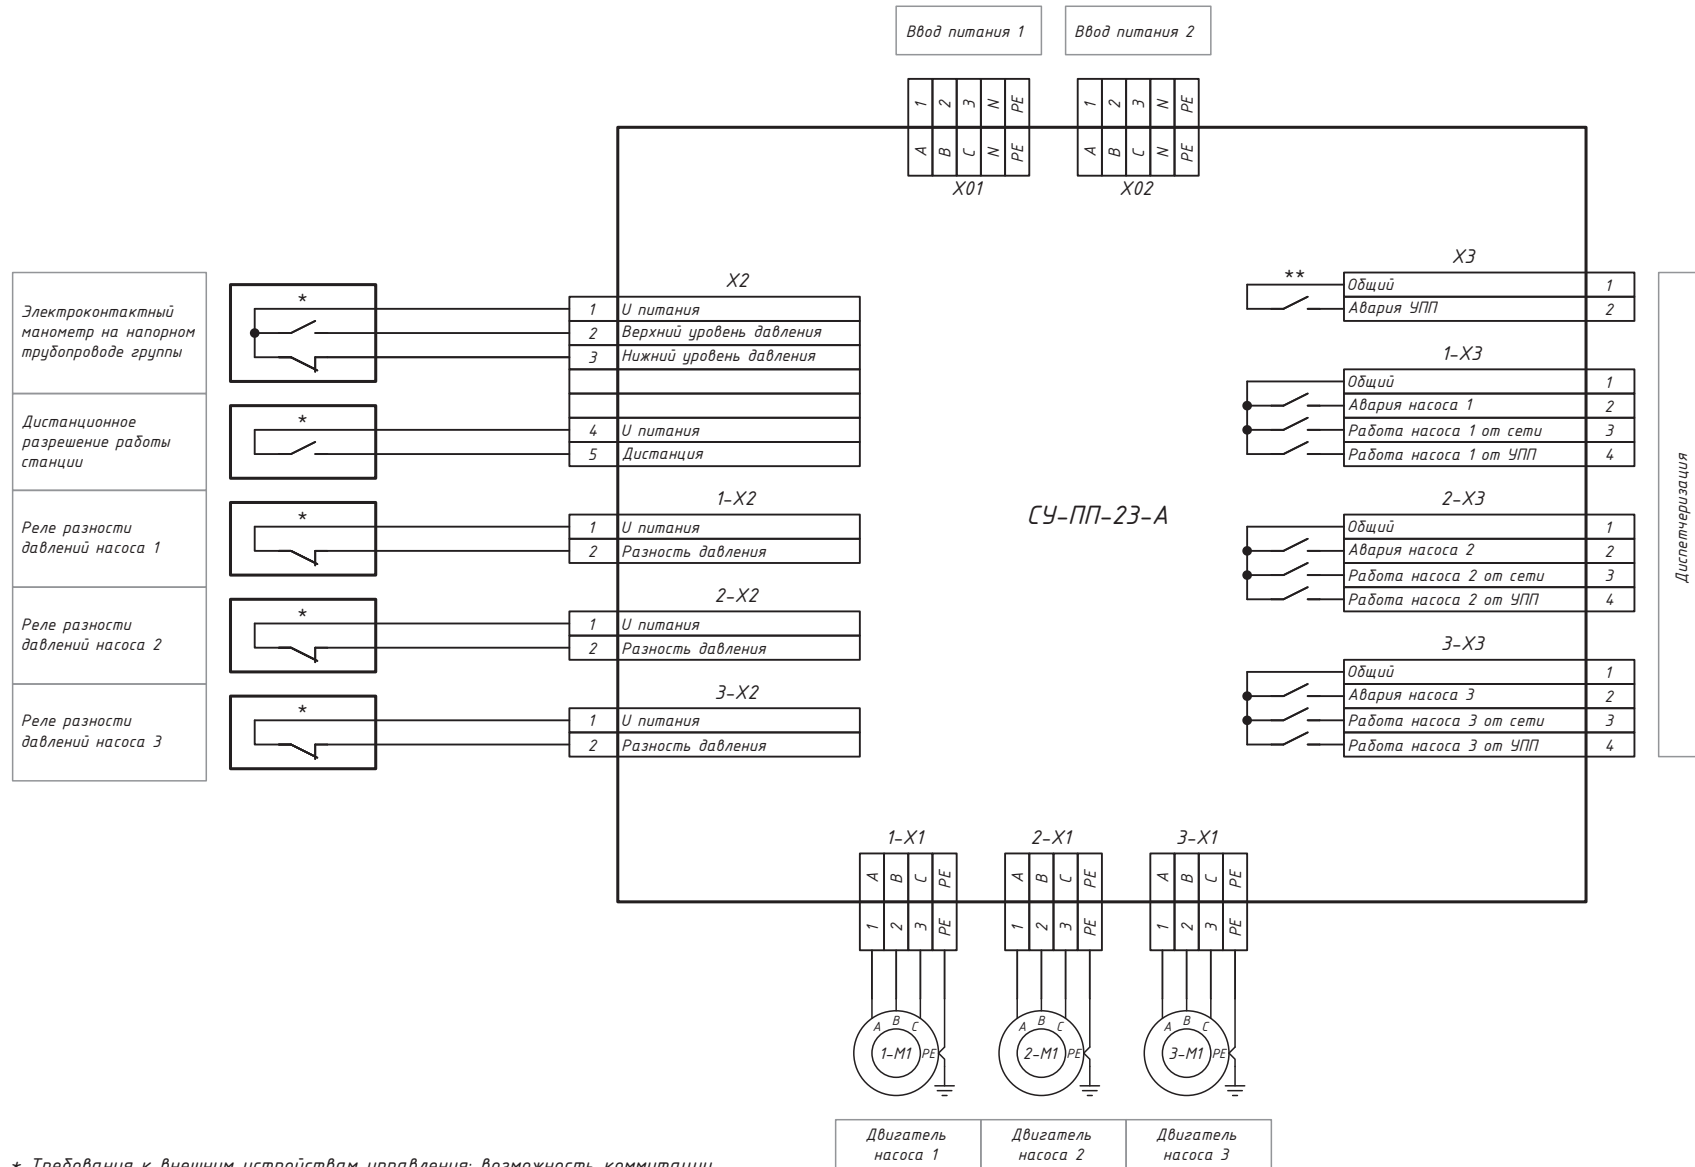 Ввод питания 1
Ввод питания 2
1 2 3 N PE
1 2 3 N PE
A B C N PE
A B C N PE
X01
X02
Электроконтактный
манометр на напорном
трубопроводе группы
Дистанционное
разрешение работы
станции
Реле разности
давлений насоса 1
Реле разности
давлений насоса 2
Реле разности
давлений насоса 3
*
*
*
*
*
X2
1 U питания
2 Верхний уровень давления
3 Нижний уровень давления
4 U питания
5 Дистанция
1-X2
1 U питания
2 Разность давления
2-X2
1 U питания
2 Разность давления
3-X2
1 U питания
2 Разность давления
СУ-ПП-23-А
X3
**
Общий 1
Авария УПП 2
1-X3
Общий 1
Авария насоса 1 2
Работа насоса 1 от сети 3
Работа насоса 1 от УПП 4
2-X3
Общий 1
Авария насоса 2 2
Работа насоса 2 от сети 3
Работа насоса 2 от УПП 4
3-X3
Общий 1
Авария насоса 3 2
Работа насоса 3 от сети 3
Работа насоса 3 от УПП 4
Диспетчеризация
1-X1
2-X1
3-X1
A B C PE
A B C PE
A B C PE
1 2 3 PE
1 2 3 PE
1 2 3 PE
A B C
1-M1 PE
A B C
2-M1 PE
A B C
3-M1 PE
Двигатель
насоса 1
Двигатель
насоса 2
Двигатель
насоса 3
* Требования к внешним устройствам управления: возможность коммутации